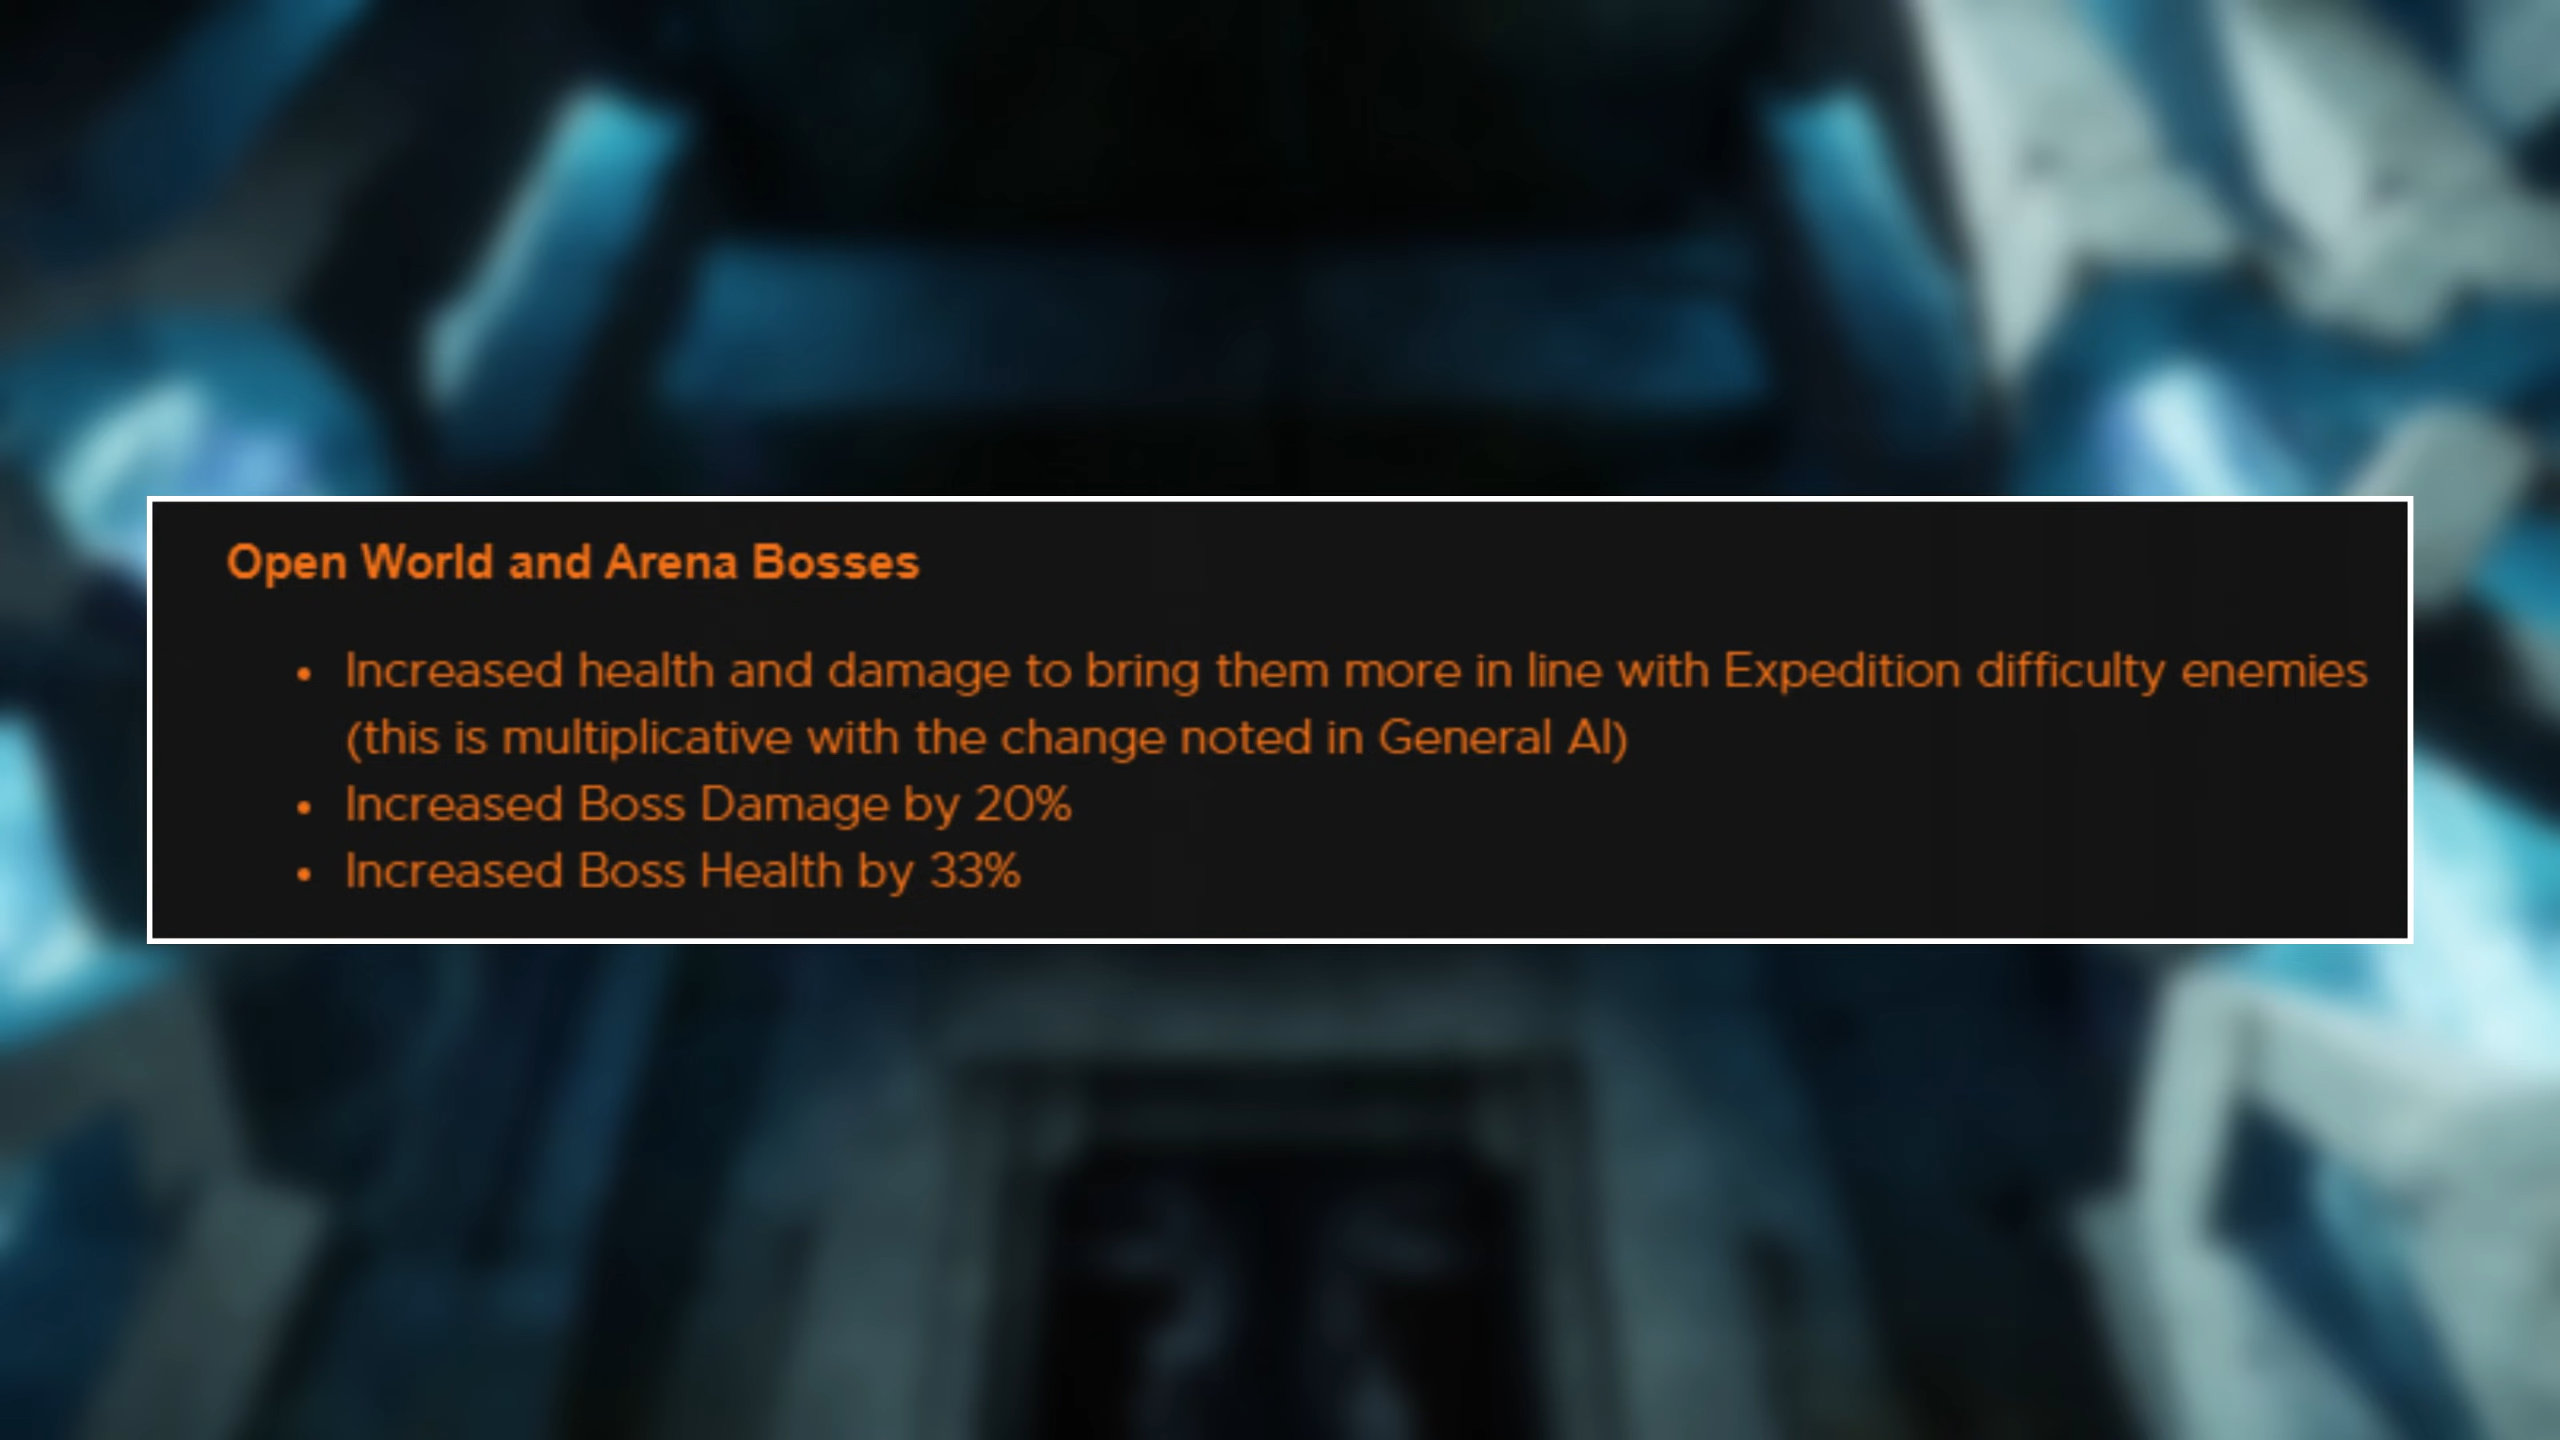 Open World and Arena Bosses
• Increased health and damage to bring them more in line with Expedition difficulty enemies
(this is multiplicative with the change noted in General AI)
• Increased Boss Damage by 20%
• Increased Boss Health by 33%